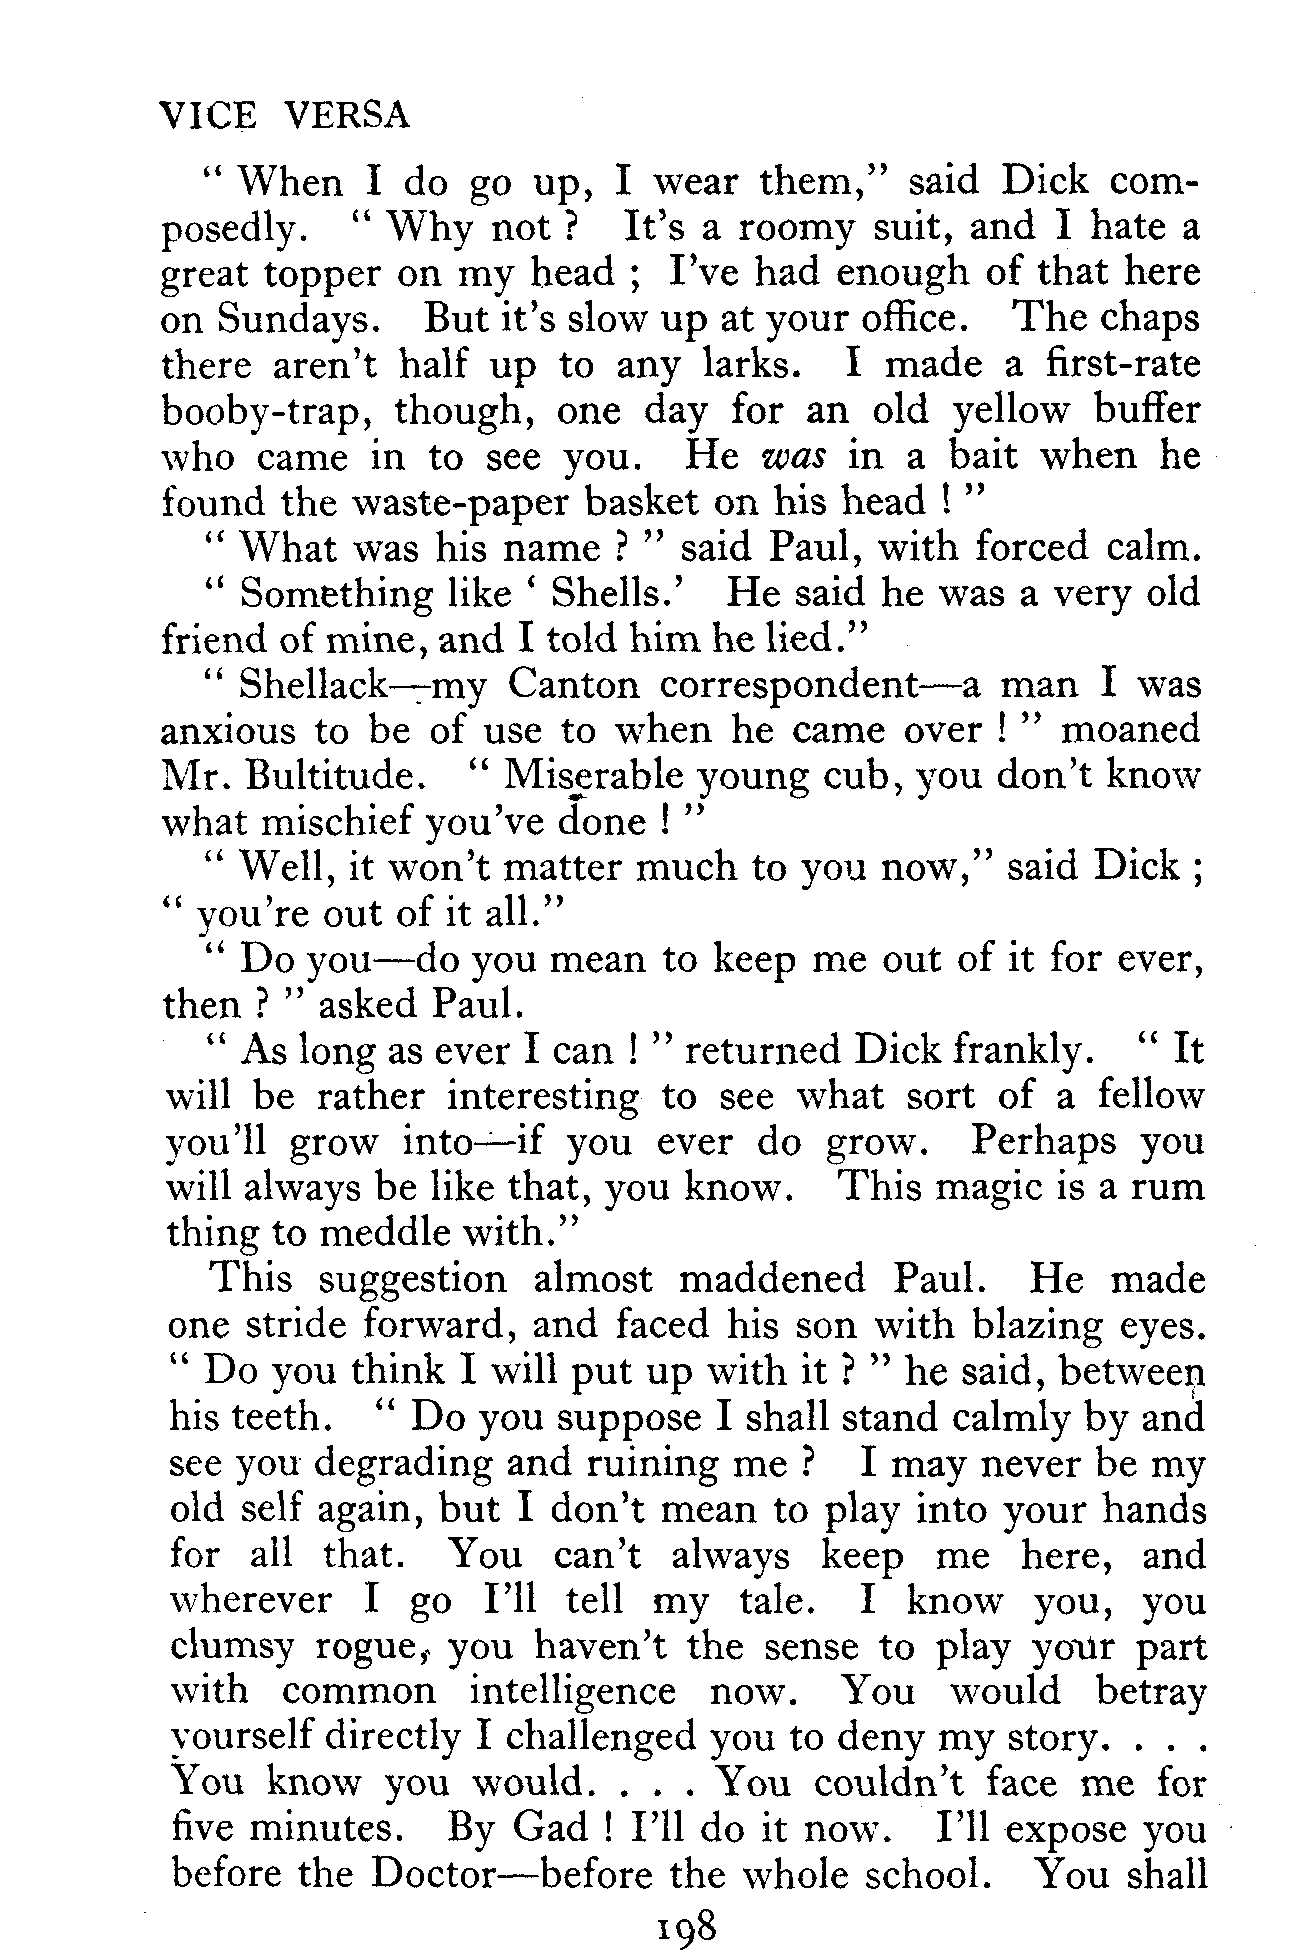 VICE VERSA
“ When I do go up, I wear them,” said Dick com-
posedly. “ Why not ? It's a roomy suit, and I hate a
great topper on my head ; I've had enough of that here
on Sundays. But it's slow up at your office. The chaps
there aren't half up to any larks. I made a first-rate
booby-trap, though, one day for an old yellow buffer
who came in to see you. He was in a bait when he
found the waste-paper basket on his head ! ”
“ What was his name ? ” said Paul, with forced calm.
“ Something like ‘ Shells.’ He said he was a very old
friend of mine, and I told him he lied.”
“ Shellack—my Canton correspondent—a man I was
anxious to be of use to when he came over ! ” moaned
Mr. Bultitude. “ Miserable young cub, you don't know
what mischief you've done ! ”
“ Well, it won't matter much to you now,” said Dick ;
“ you're out of it all.”
“ Do you—do you mean to keep me out of it for ever,
then ? ” asked Paul.
“ As long as ever I can ! ” returned Dick frankly. “ It
will be rather interesting to see what sort of a fellow
you'll grow into—if you ever do grow. Perhaps you
will always be like that, you know. This magic is a rum
thing to meddle with.”
This suggestion almost maddened Paul. He made
one stride forward, and faced his son with blazing eyes.
“ Do you think I will put up with it ? ” he said, between
his teeth. “ Do you suppose I shall stand calmly by and
see you degrading and ruining me ? I may never be my
old self again, but I don't mean to play into your hands
for all that. You can't always keep me here, and
wherever I go I'll tell my tale. I know you, you
clumsy rogue, you haven't the sense to play your part
with common intelligence now. You would betray
yourself directly I challenged you to deny my story. . . .
You know you would. . . . You couldn't face me for
five minutes. By Gad ! I'll do it now. I'll expose you
before the Doctor—before the whole school. You shall
198